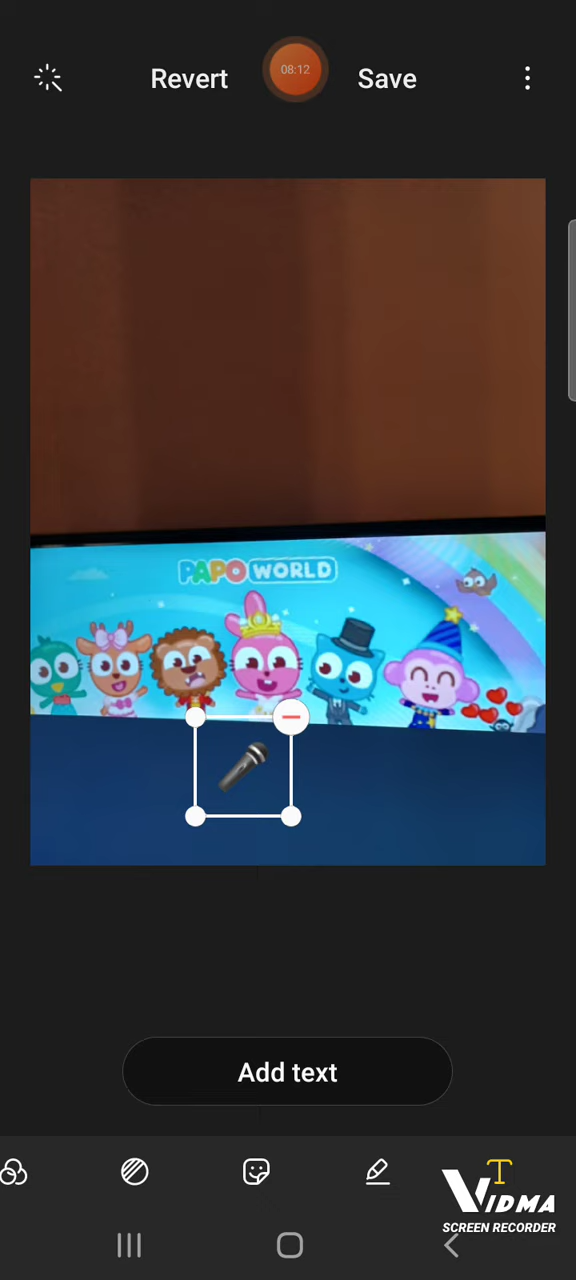 Revert
08:12
Save
PAPO WORLD
Add text
T
VIDMA
SCREEN RECORDER